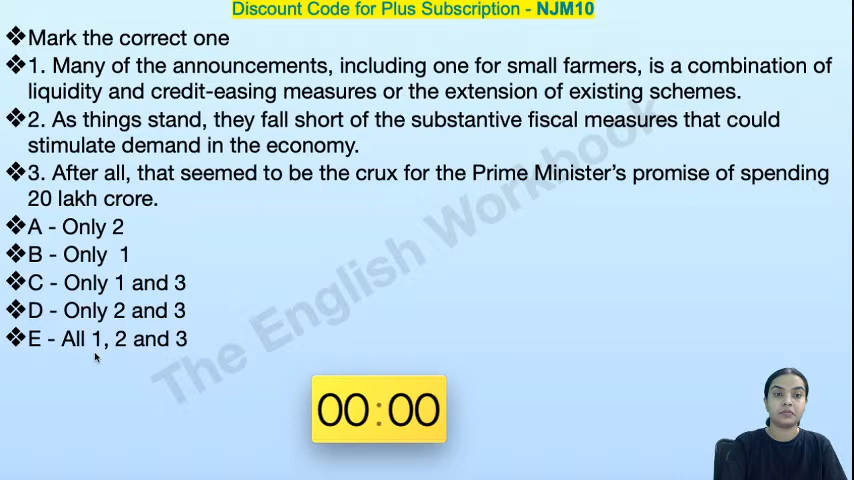 Discount Code for Plus Subscription - NJM10
❖Mark the correct one
❖1. Many of the announcements, including one for small farmers, is a combination of
liquidity and credit-easing measures or the extension of existing schemes.
❖2. As things stand, they fall short of the substantive fiscal measures that could
stimulate demand in the economy.
❖3. After all, that seemed to be the crux for the Prime Minister's promise of spending
20 lakh crore.
❖A - Only 2
❖B - Only  1
❖C - Only 1 and 3
❖D - Only 2 and 3
❖E - All 1, 2 and 3
The English Workbook
00:00